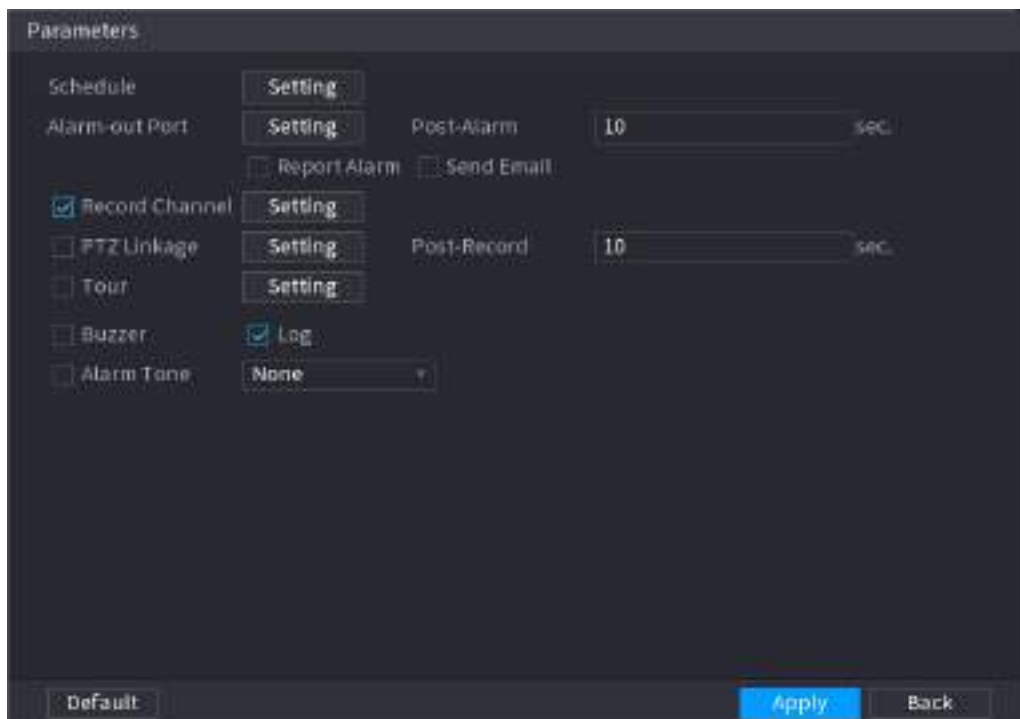 Parameters
Schedule Setting
Alarm-out Port Setting Post-Alarm 10 sec.
Report Alarm Send Email
Record Channel Setting
PTZ Linkage Setting Post-Record 10 sec.
Tour Setting
Buzzer Log
Alarm Tone None
Default Apply Back